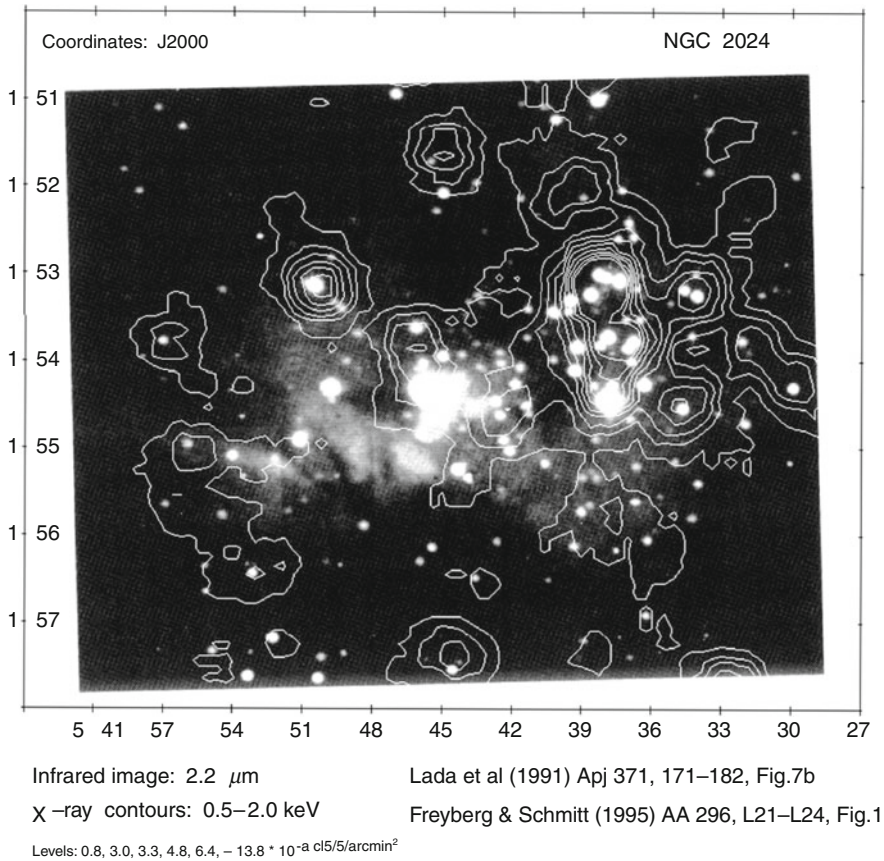 Coordinates: J2000
NGC 2024
1 51
1 52
1 53
1 54
1 55
1 56
1 57
5 41 57 54 51 48 45 42 39 36 33 30 27
Infrared image: 2.2 μm
Lada et al (1991) Apj 371, 171–182, Fig.7b
X –ray contours: 0.5–2.0 keV
Freyberg & Schmitt (1995) AA 296, L21–L24, Fig.1
Levels: 0.8, 3.0, 3.3, 4.8, 6.4, – 13.8 * 10-a cl5/5/arcmin2